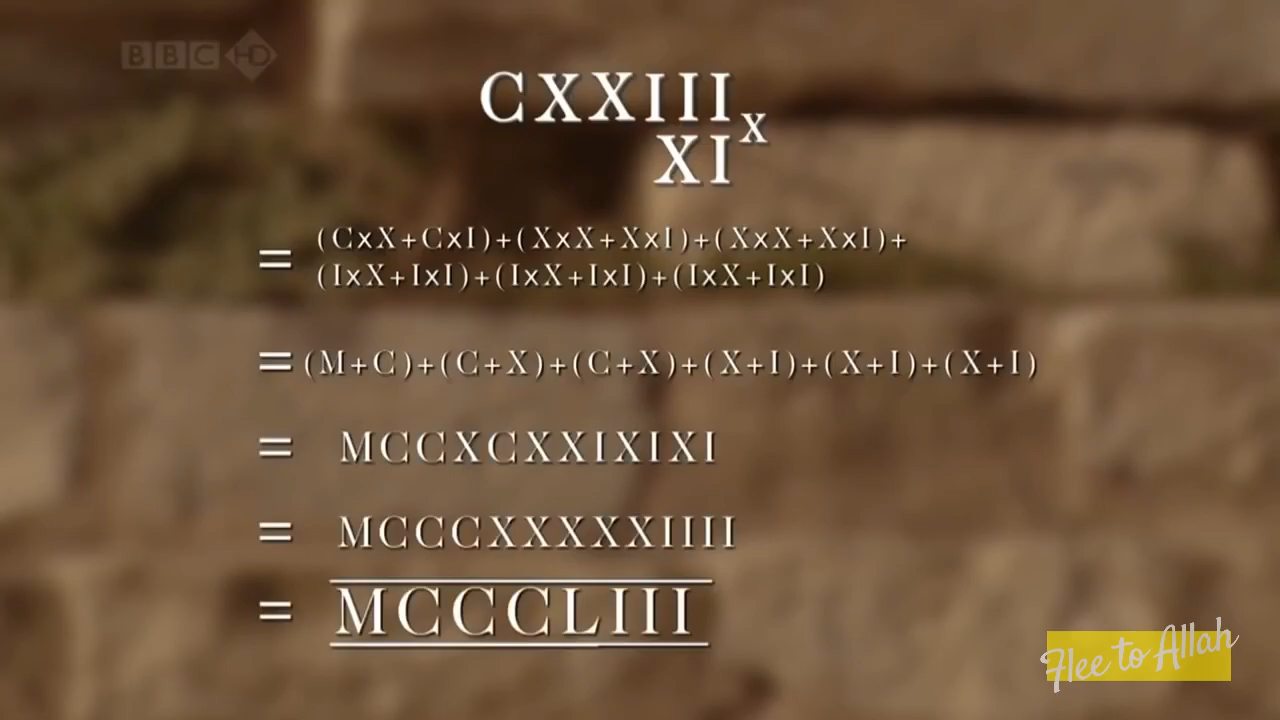 BBC HD
CXXIII
x
XI
= (CxX+CxI)+(XxX+XxI)+(XxX+XxI)+
(IxX+IxI)+(IxX+IxI)+(IxX+IxI)
= (M+C)+(C+X)+(C+X)+(X+I)+(X+I)+(X+I)
= MCCXCXXIXIXI
= MCCCXXXXXIIII
= MCCCLIII
Flee to Allah